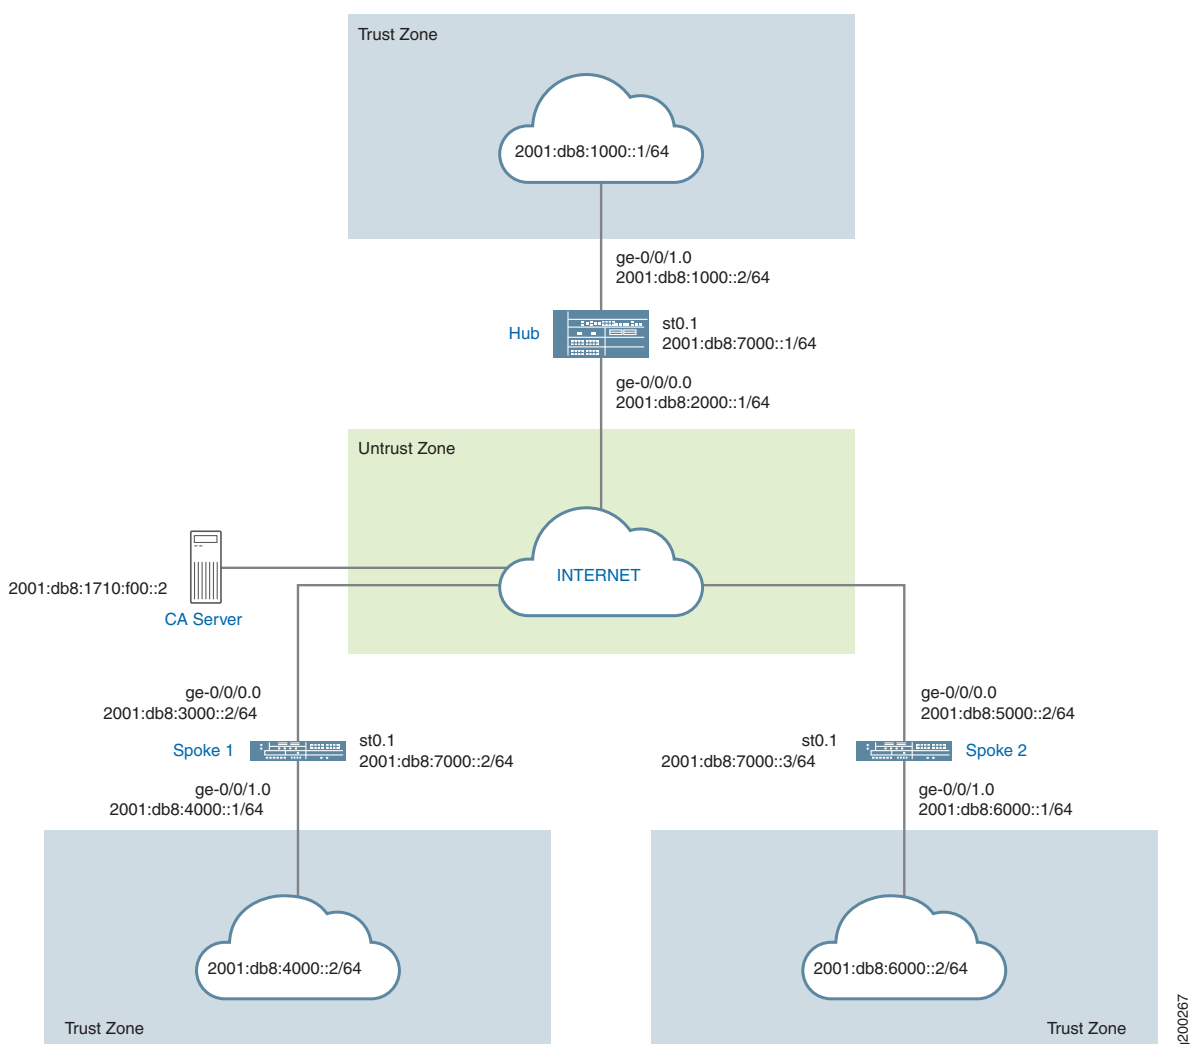 Trust Zone
2001:db8:1000::1/64
ge-0/0/1.0
2001:db8:1000::2/64
Hub
st0.1
2001:db8:7000::1/64
ge-0/0/0.0
2001:db8:2000::1/64
Untrust Zone
INTERNET
2001:db8:1710:f00::2
CA Server
ge-0/0/0.0
2001:db8:3000::2/64
Spoke 1
st0.1
2001:db8:7000::2/64
ge-0/0/1.0
2001:db8:4000::1/64
ge-0/0/0.0
2001:db8:5000::2/64
st0.1
2001:db8:7000::3/64
Spoke 2
ge-0/0/1.0
2001:db8:6000::1/64
2001:db8:4000::2/64
Trust Zone
2001:db8:6000::2/64
Trust Zone
g200267